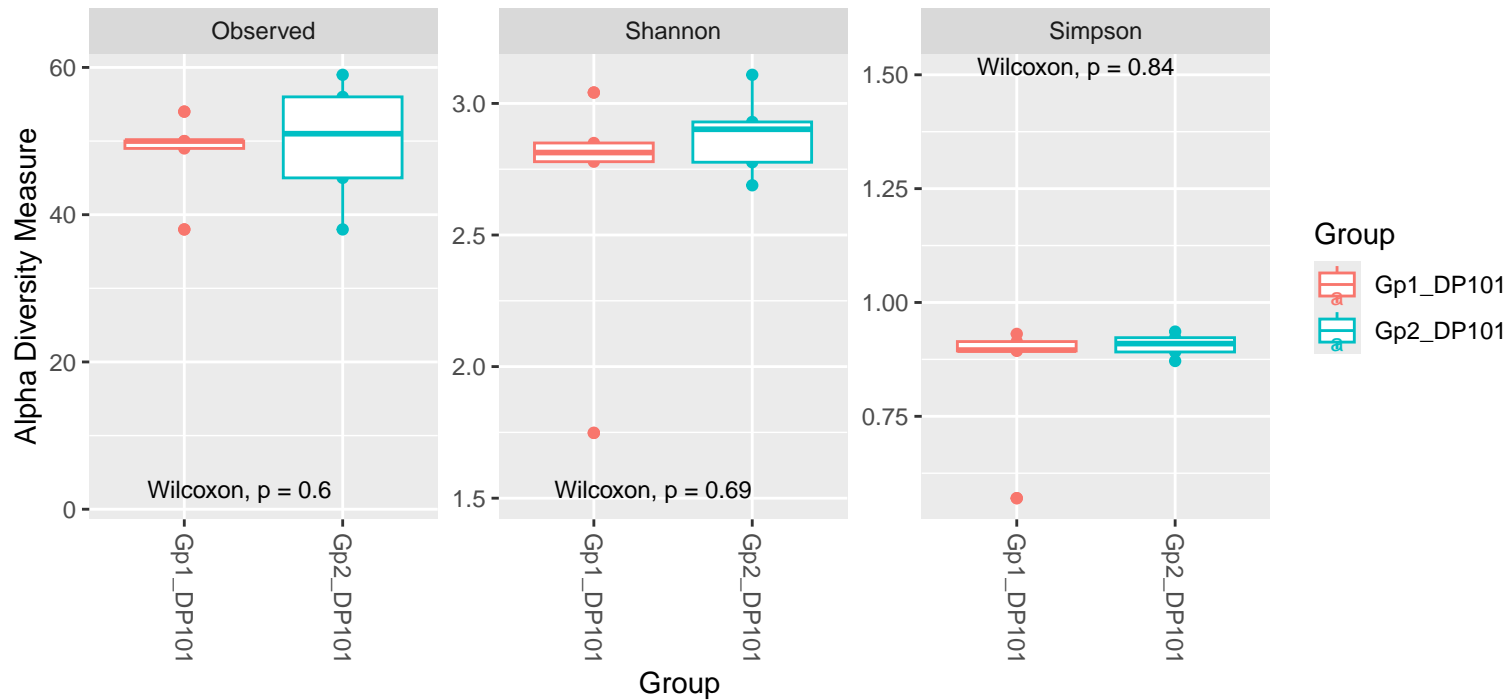 Observed
Shannon
Simpson
Alpha Diversity Measure
60
40
20
0
Wilcoxon, p = 0.6
3.0
2.5
2.0
1.5
Wilcoxon, p = 0.69
1.50
1.25
1.00
0.75
Wilcoxon, p = 0.84
Gp1_DP101
Gp2_DP101
Gp1_DP101
Gp2_DP101
Gp1_DP101
Gp2_DP101
Group
Group
a
Gp1_DP101
a
Gp2_DP101